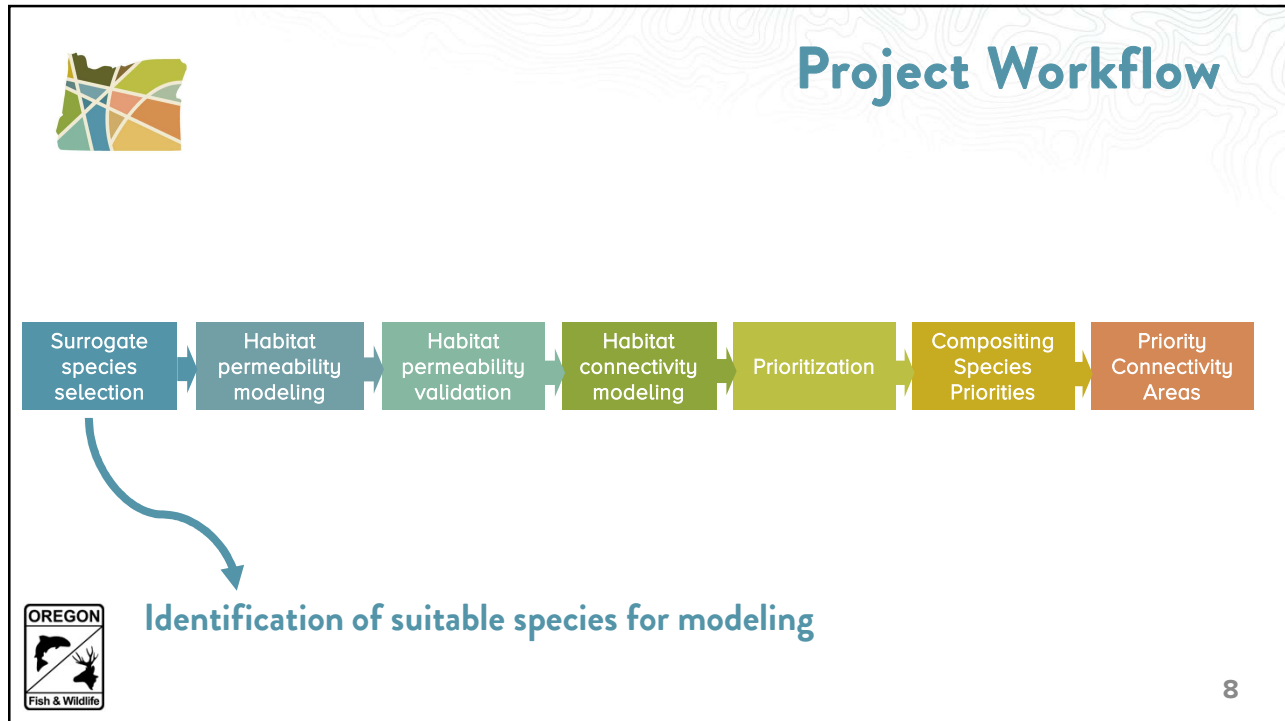 Project Workflow
Surrogate
species
selection
Habitat
permeability
modeling
Habitat
permeability
validation
Habitat
connectivity
modeling
Prioritization
Compositing
Species
Priorities
Priority
Connectivity
Areas
Identification of suitable species for modeling
OREGON
Fish & Wildlife
8